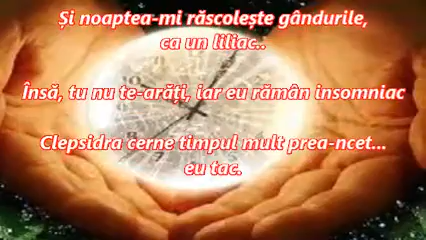 Și noaptea-mi răscolește gândurile,
ca un liliac..
Însă, tu nu te-arăți, iar eu rămân insomniac
Clepsidra cerne timpul mult prea-ncet...
eu tac.